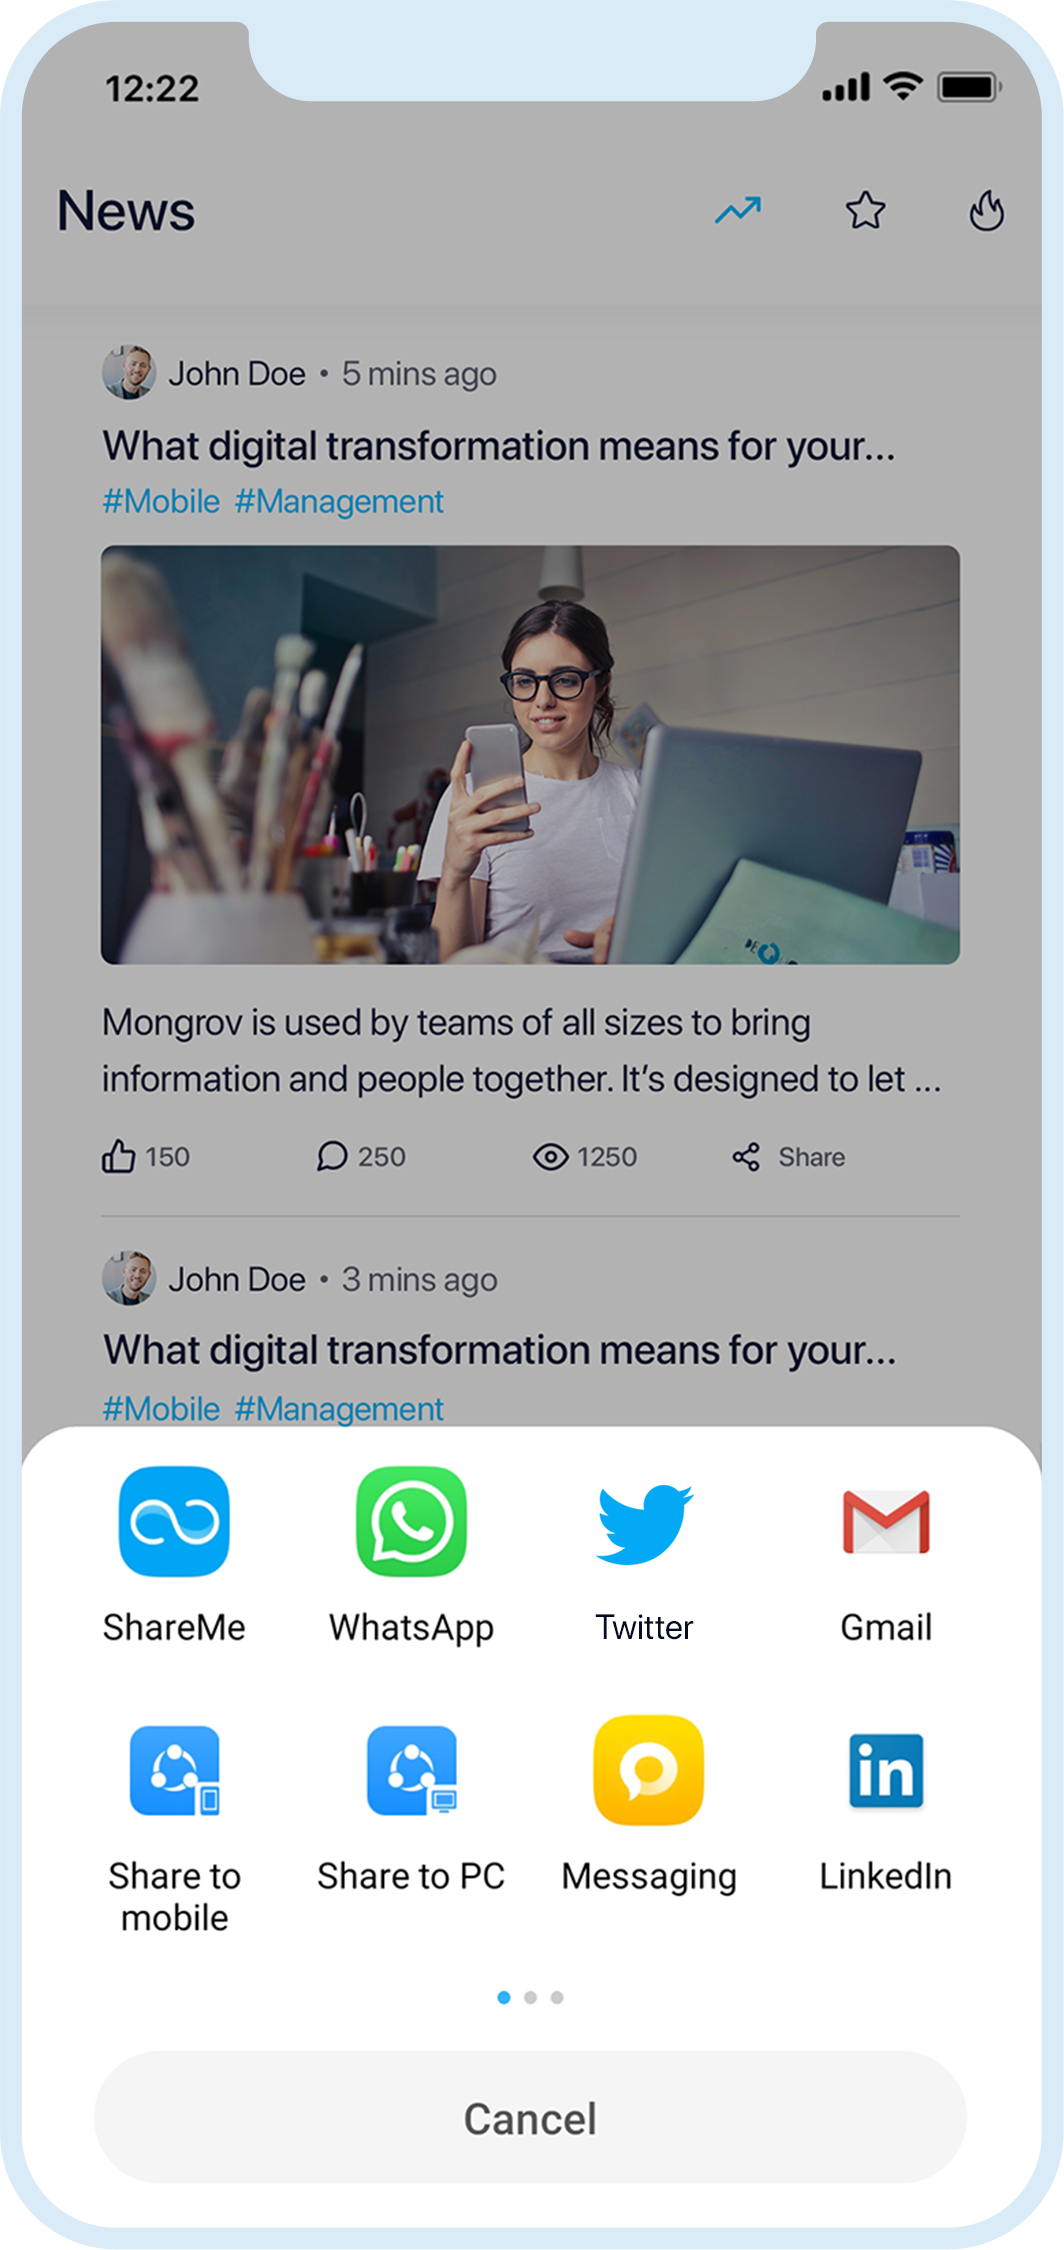 12:22
News
John Doe • 5 mins ago
What digital transformation means for your...
#Mobile #Management
Mongrov is used by teams of all sizes to bring
information and people together. It’s designed to let ...
150 250 1250 Share
John Doe • 3 mins ago
What digital transformation means for your...
#Mobile #Management
ShareMe WhatsApp Twitter Gmail
in
Share to Share to PC Messaging LinkedIn
mobile
Cancel